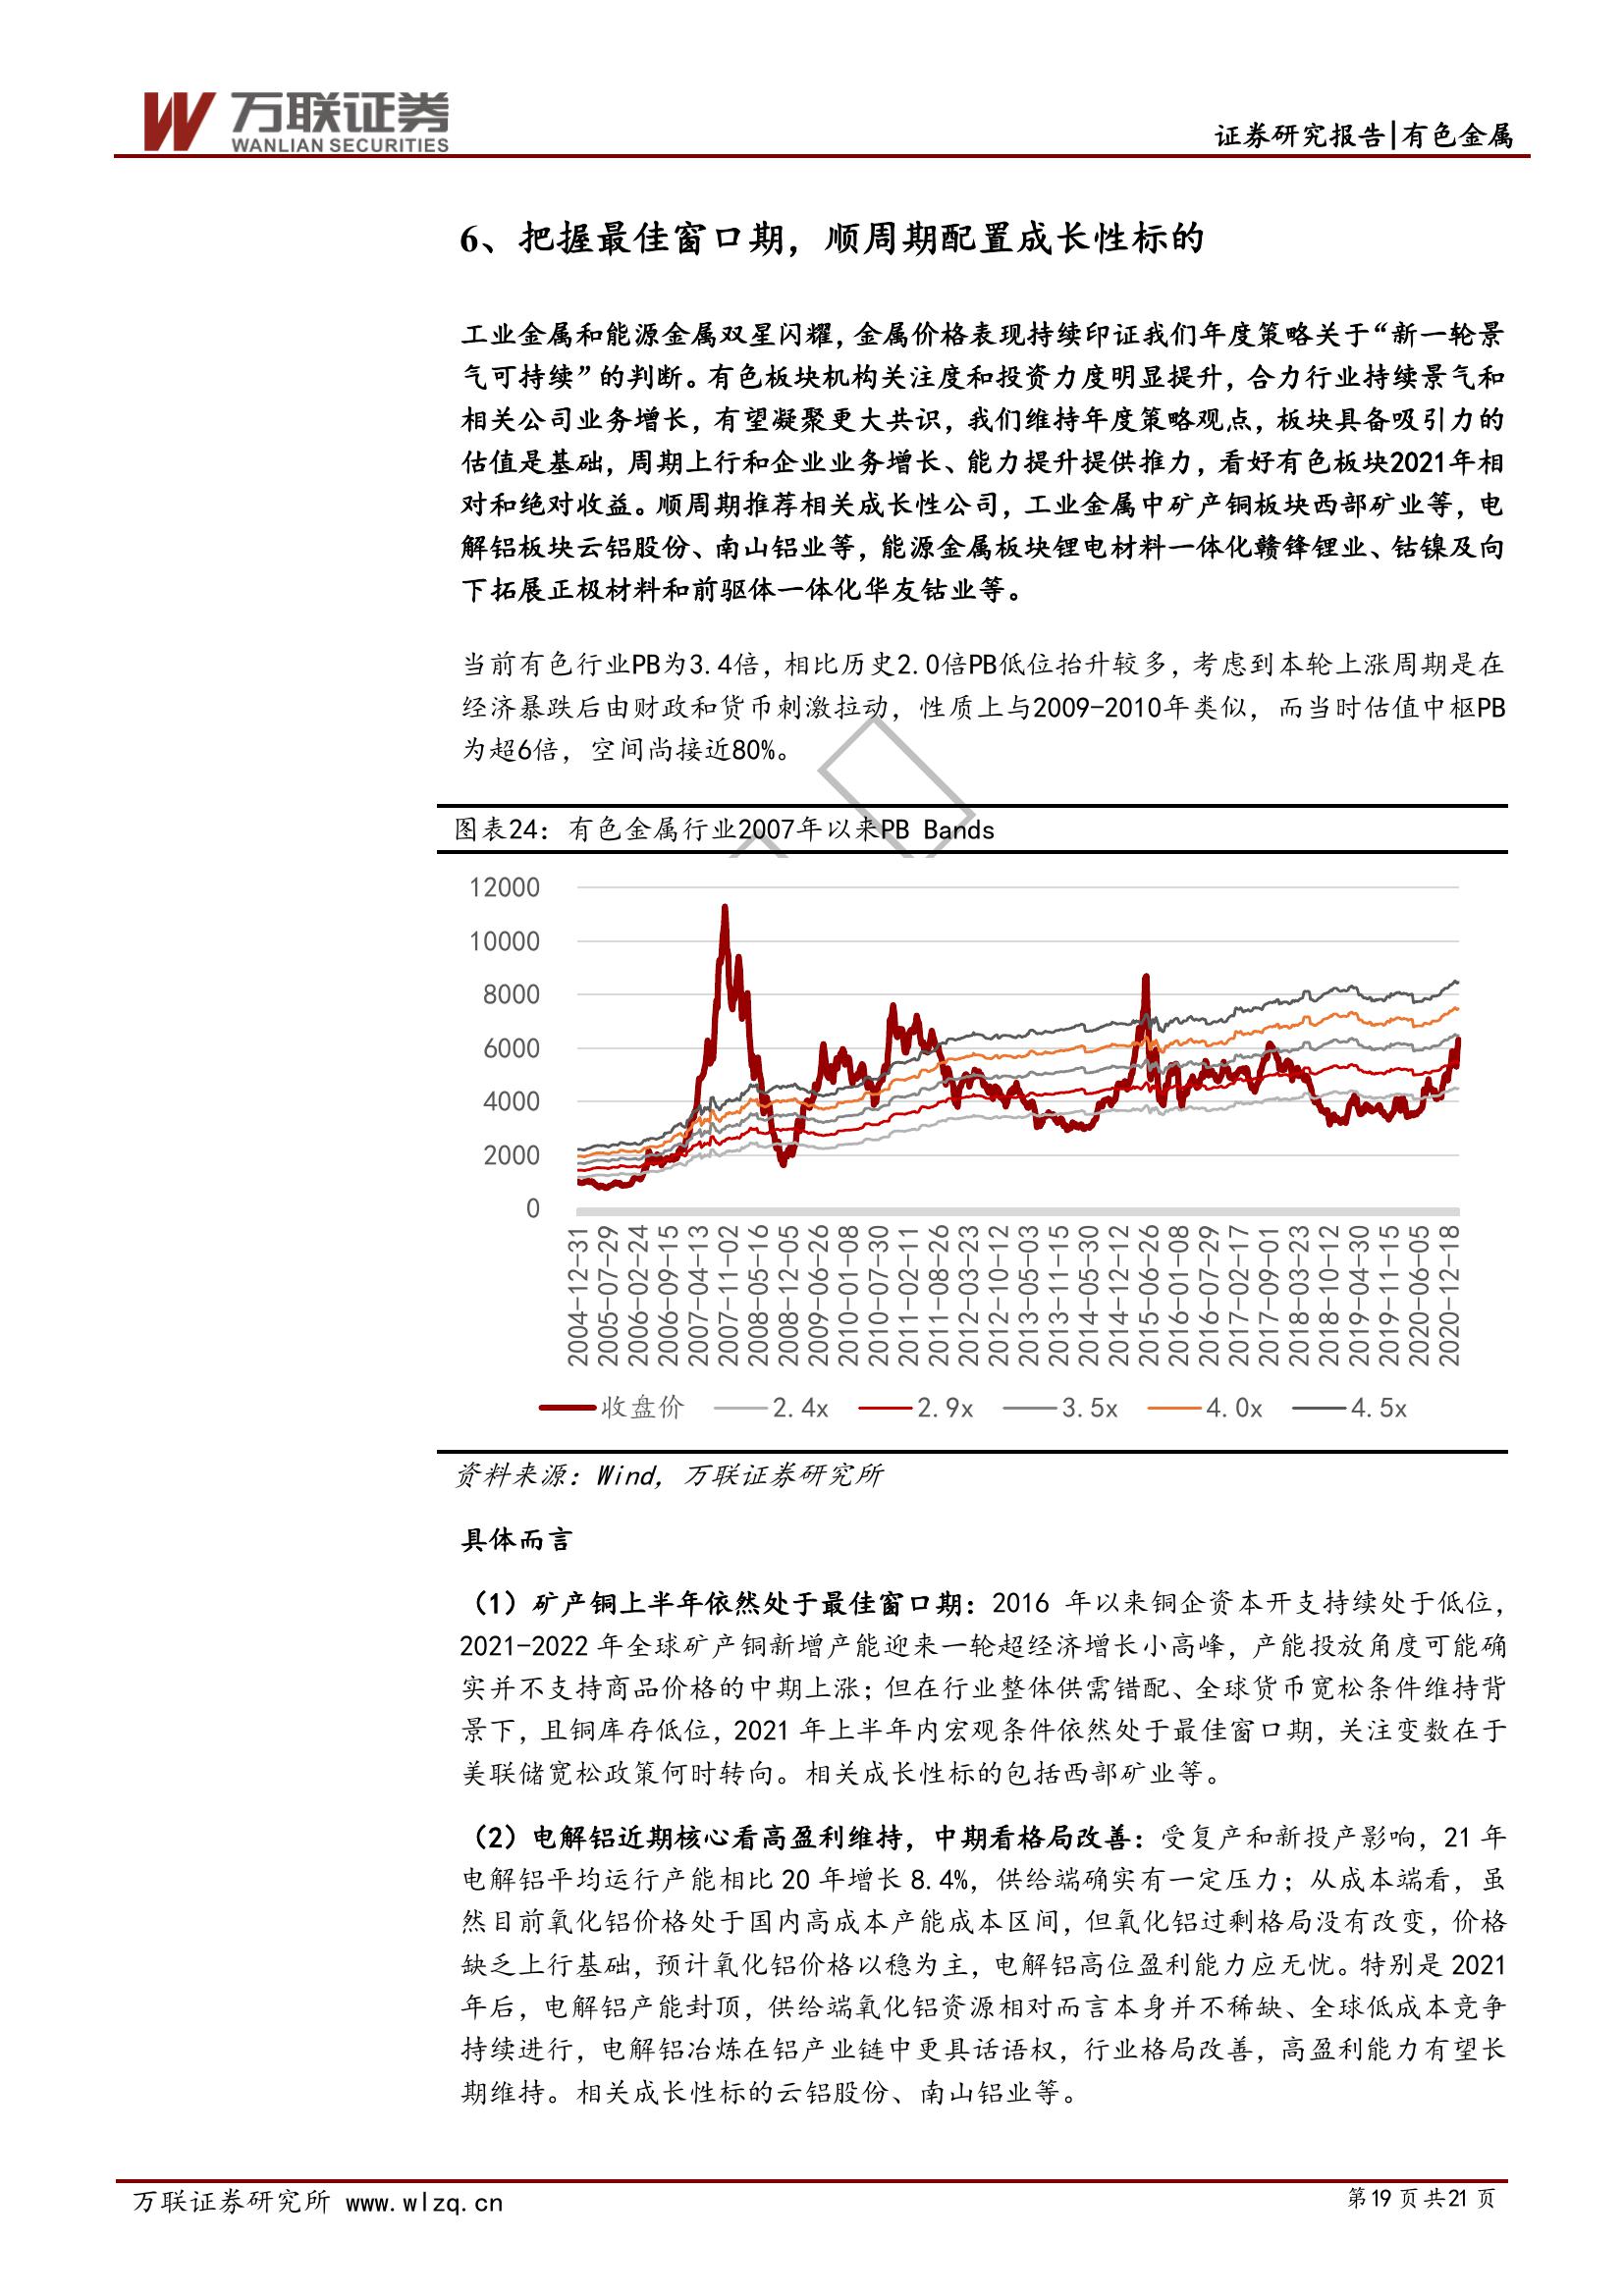 万联证券
WANLIAN SECURITIES
证券研究报告|有色金属
6、把握最佳窗口期，顺周期配置成长性标的
工业金属和能源金属双星闪耀，金属价格表现持续印证我们年度策略关于“新一轮景
气可持续”的判断。有色板块机构关注度和投资力度明显提升，合力行业持续景气和
相关公司业务增长，有望凝聚更大共识，我们维持年度策略观点，板块具备吸引力的
估值是基础，周期上行和企业业务增长、能力提升提供推力，看好有色板块2021年相
对和绝对收益。顺周期推荐相关成长性公司，工业金属中矿产铜板块西部矿业等，电
解铝板块云铝股份、南山铝业等，能源金属板块锂电材料一体化赣锋锂业、钴镍及向
下拓展正极材料和前驱体一体化华友钴业等。
当前有色行业PB为3.4倍，相比历史2.0倍PB低位抬升较多，考虑到本轮上涨周期是在
经济暴跌后由财政和货币刺激拉动，性质上与2009-2010年类似，而当时估值中枢PB
为超6倍，空间尚接近80%。
图表24：有色金属行业2007年以来PB Bands
12000
10000
8000
6000
4000
2000
0
2004-12-31
2005-07-29
2006-02-24
2006-09-15
2007-04-13
2007-11-02
2008-05-16
2008-12-05
2009-06-26
2010-01-08
2010-07-30
2011-02-11
2011-08-26
2012-03-23
2012-10-12
2013-05-03
2013-11-15
2014-05-30
2014-12-12
2015-06-26
2016-01-08
2016-07-29
2017-02-17
2017-09-01
2018-03-23
2018-10-12
2019-04-30
2019-11-15
2020-06-05
2020-12-18
收盘价 2.4x 2.9x 3.5x 4.0x 4.5x
资料来源：Wind，万联证券研究所
具体而言
（1）矿产铜上半年依然处于最佳窗口期：2016 年以来铜企资本开支持续处于低位，
2021-2022 年全球矿产铜新增产能迎来一轮超经济增长小高峰，产能投放角度可能确
实并不支持商品价格的中期上涨；但在行业整体供需错配、全球货币宽松条件维持背
景下，且铜库存低位，2021 年上半年内宏观条件依然处于最佳窗口期，关注变数在于
美联储宽松政策何时转向。相关成长性标的包括西部矿业等。
（2）电解铝近期核心看高盈利维持，中期看格局改善：受复产和新投产影响，21 年
电解铝平均运行产能相比 20 年增长 8.4%，供给端确实有一定压力；从成本端看，虽
然目前氧化铝价格处于国内高成本产能成本区间，但氧化铝过剩格局没有改变，价格
缺乏上行基础，预计氧化铝价格以稳为主，电解铝高位盈利能力应无忧。特别是 2021
年后，电解铝产能封顶，供给端氧化铝资源相对而言本身并不稀缺、全球低成本竞争
持续进行，电解铝冶炼在铝产业链中更具话语权，行业格局改善，高盈利能力有望长
期维持。相关成长性标的云铝股份、南山铝业等。
万联证券研究所 www.wlzq.cn
第19 页 共21 页